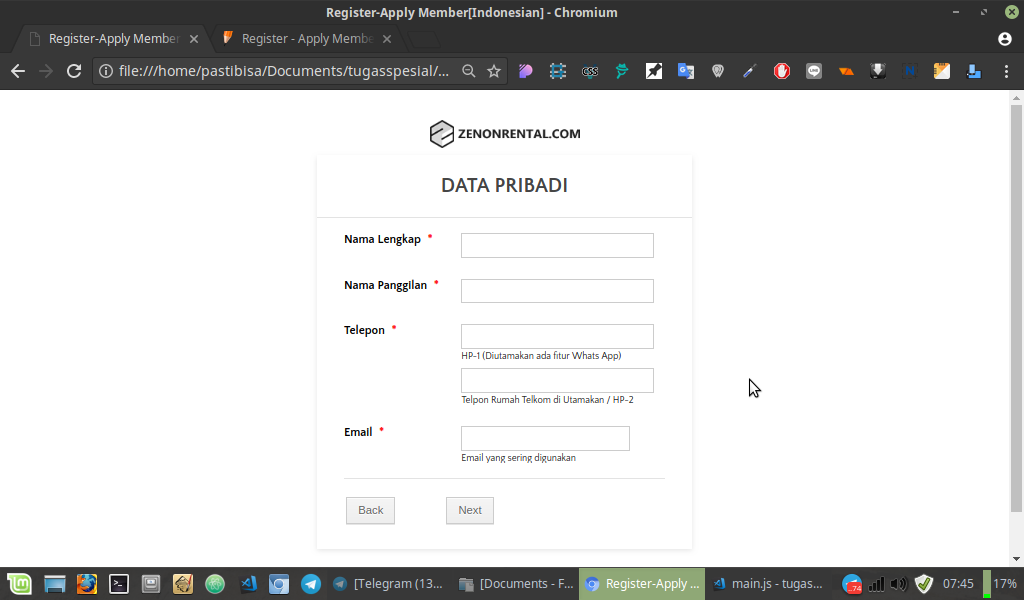 Register-Apply Member[Indonesian] - Chromium
Register-Apply Member
Register - Apply Membe
file:///home/pastibisa/Documents/tugasspesial/...
ZENONRENTAL.COM
DATA PRIBADI
Nama Lengkap *
Nama Panggilan *
Telepon *
HP-1 (Diutamakan ada fitur Whats App)
Telpon Rumah Telkom di Utamakan / HP-2
Email *
Email yang sering digunakan
Back
Next
[Telegram (13...
[Documents - F...
Register-Apply ...
main.js - tugas...
74
07:45
17%